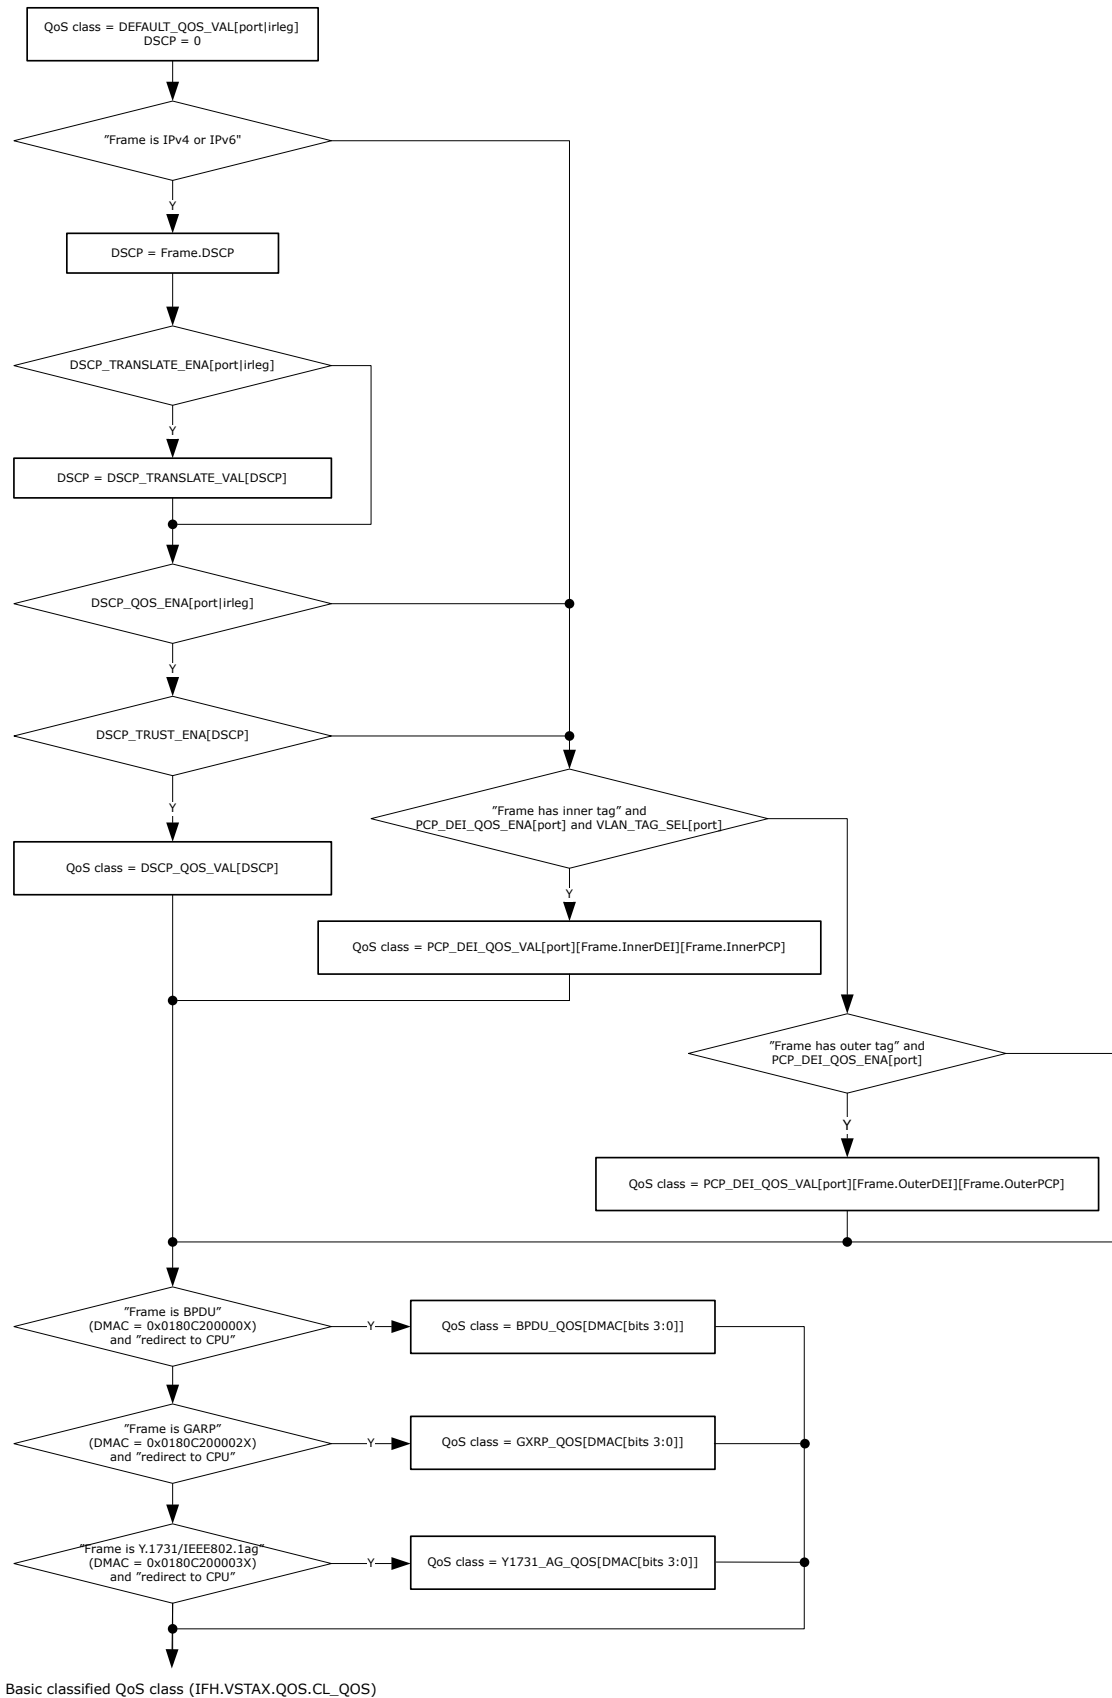 QoS class = DEFAULT_QOS_VAL[port|irleg]
DSCP = 0
”Frame is IPv4 or IPv6"
Y
DSCP = Frame.DSCP
DSCP_TRANSLATE_ENA[port|irleg]
Y
DSCP = DSCP_TRANSLATE_VAL[DSCP]
DSCP_QOS_ENA[port|irleg]
Y
DSCP_TRUST_ENA[DSCP]
Y
”Frame has inner tag” and
PCP_DEI_QOS_ENA[port] and VLAN_TAG_SEL[port]
QoS class = DSCP_QOS_VAL[DSCP]
Y
QoS class = PCP_DEI_QOS_VAL[port][Frame.InnerDEI][Frame.InnerPCP]
”Frame has outer tag” and
PCP_DEI_QOS_ENA[port]
Y
QoS class = PCP_DEI_QOS_VAL[port][Frame.OuterDEI][Frame.OuterPCP]
”Frame is BPDU”
(DMAC = 0x0180C200000X)
and ”redirect to CPU”
Y
QoS class = BPDU_QOS[DMAC[bits 3:0]]
”Frame is GARP”
(DMAC = 0x0180C200002X)
and ”redirect to CPU”
Y
QoS class = GXRP_QOS[DMAC[bits 3:0]]
”Frame is Y.1731/IEEE802.1ag”
(DMAC = 0x0180C200003X)
and ”redirect to CPU”
Y
QoS class = Y1731_AG_QOS[DMAC[bits 3:0]]
Basic classified QoS class (IFH.VSTAX.QOS.CL_QOS)